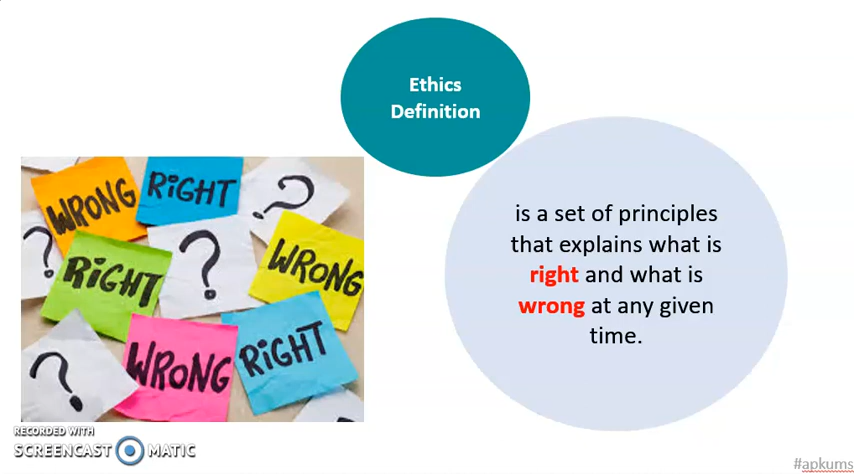 Ethics
Definition
is a set of principles
that explains what is
right and what is
wrong at any given
time.
WRONG
RiGHT
?
?
?
RiGHT
WRONG
?
WRONG
RiGHT
RECORDED WITH
SCREENCAST MATIC
#apkums